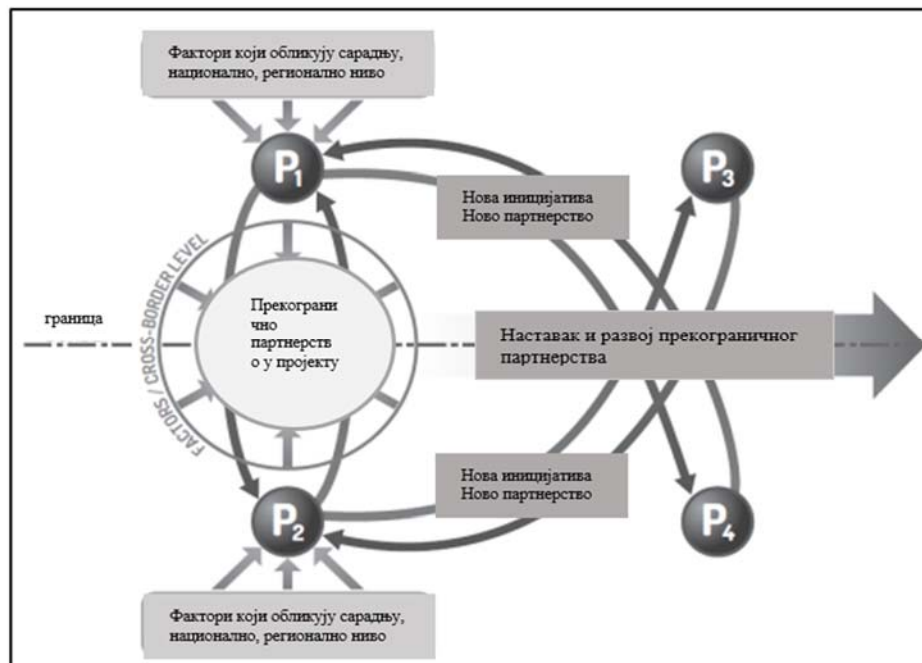 Фактори који обликују сарадњу,
национално, регионално ниво
P1
P3
Нова иницијатива
Ново партнерство
FACTORS / CROSS-BORDER LEVEL
граница
Прекограни
чно
партнерств
о у пројекту
Наставак и развој прекограничног
партнерства
Нова иницијатива
Ново партнерство
P2
P4
Фактори који обликују сарадњу,
национално, регионално ниво